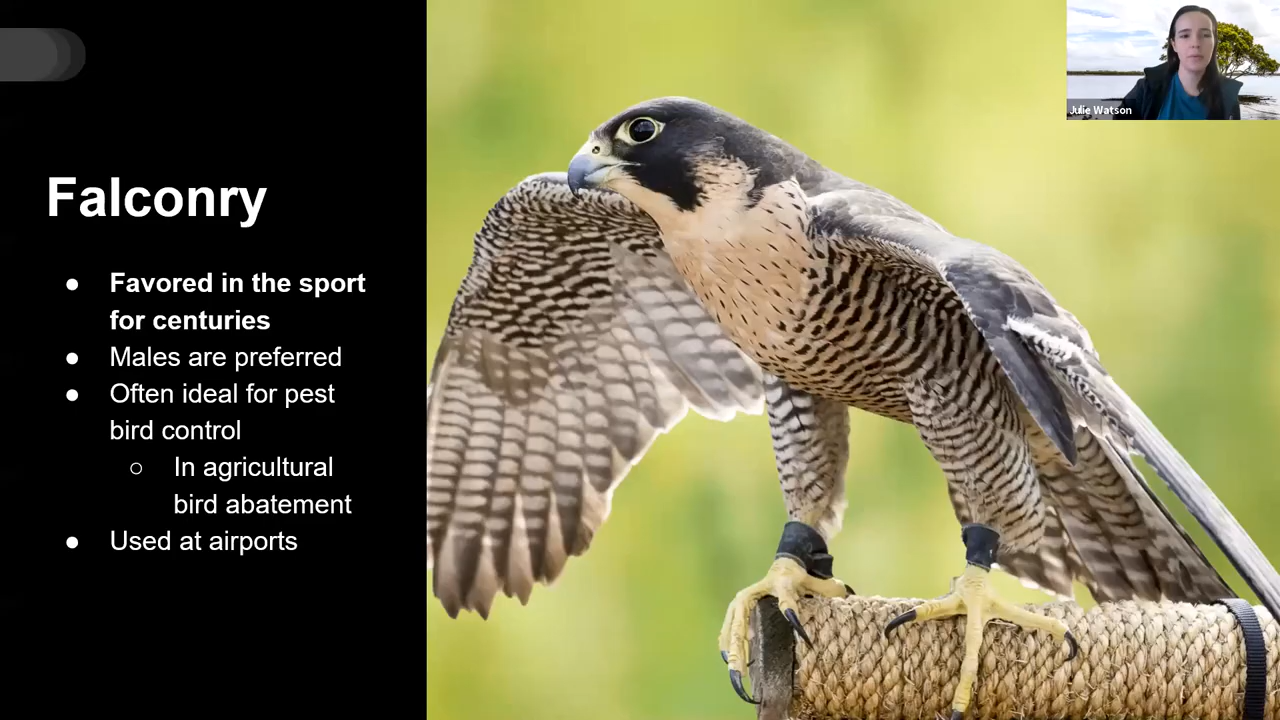 Falconry
● Favored in the sport
for centuries
● Males are preferred
● Often ideal for pest
bird control
○ In agricultural
bird abatement
● Used at airports
Julie Watson